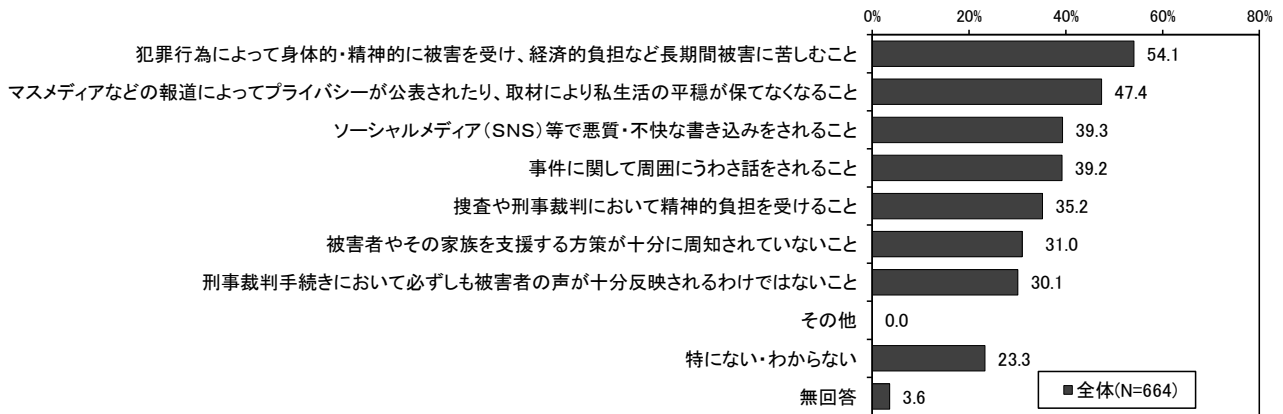 0% 20% 40% 60% 80%
犯罪行為によって身体的・精神的に被害を受け、経済的負担など長期間被害に苦しむこと 54.1
マスメディアなどの報道によってプライバシーが公表されたり、取材により私生活の平穏が保てなくなること 47.4
ソーシャルメディア(SNS)等で悪質・不快な書き込みをされること 39.3
事件に関して周囲にうわさ話をされること 39.2
捜査や刑事裁判において精神的負担を受けること 35.2
被害者やその家族を支援する方策が十分に周知されていないこと 31.0
刑事裁判手続きにおいて必ずしも被害者の声が十分反映されるわけではないこと 30.1
その他 0.0
特にない・わからない 23.3
無回答 3.6
全体(N=664)